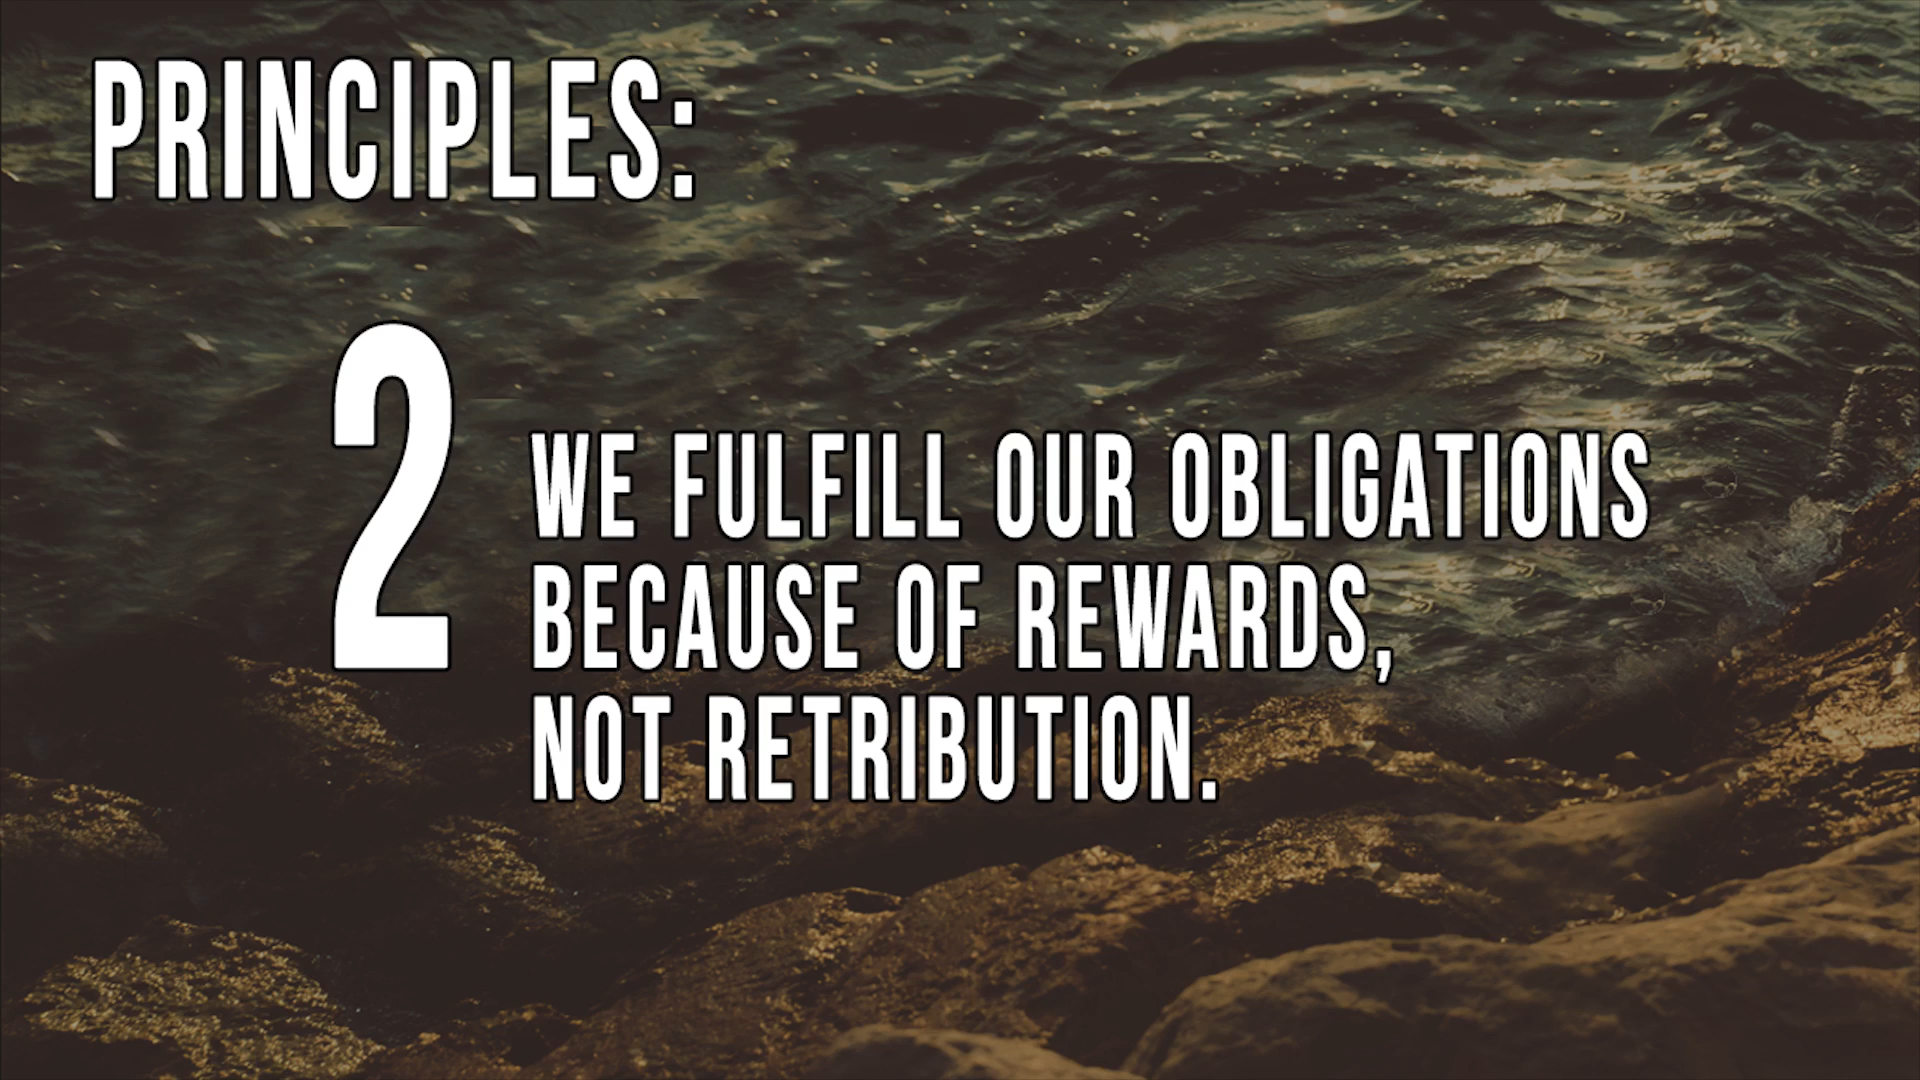 PRINCIPLES:
2
WE FULFILL OUR OBLIGATIONS
BECAUSE OF REWARDS,
NOT RETRIBUTION.